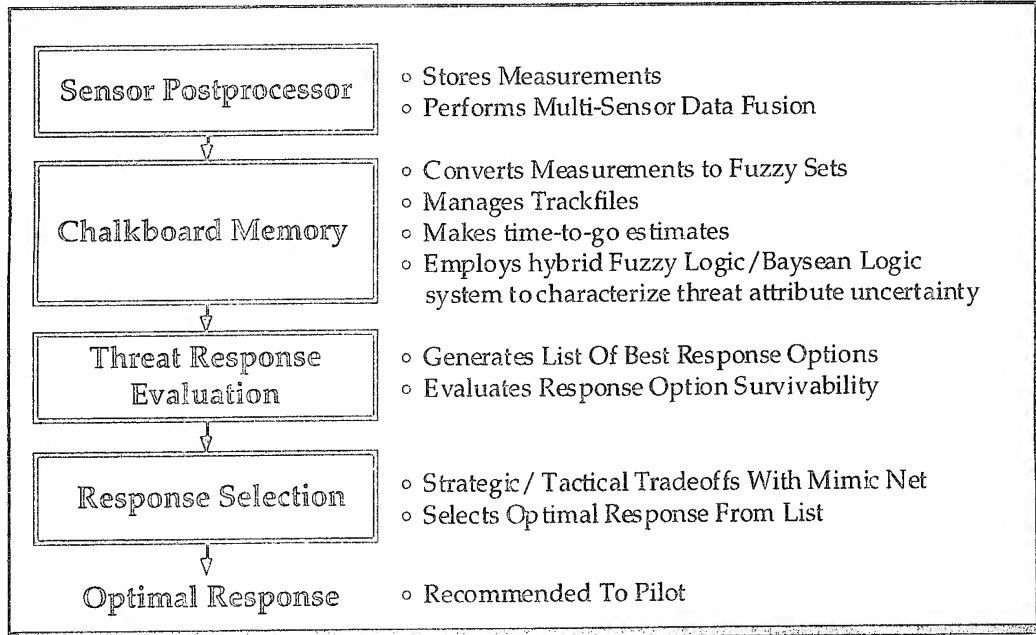 Sensor Postprocessor
○ Stores Measurements
○ Performs Multi-Sensor Data Fusion
Chalkboard Memory
○ Converts Measurements to Fuzzy Sets
○ Manages Trackfiles
○ Makes time-to-go estimates
○ Employs hybrid Fuzzy Logic/Baysean Logic
system to characterize threat attribute uncertainty
Threat Response
Evaluation
○ Generates List Of Best Response Options
○ Evaluates Response Option Survivability
Response Selection
○ Strategic/ Tactical Tradeoffs With Mimic Net
○ Selects Optimal Response From List
Optimal Response
○ Recommended To Pilot